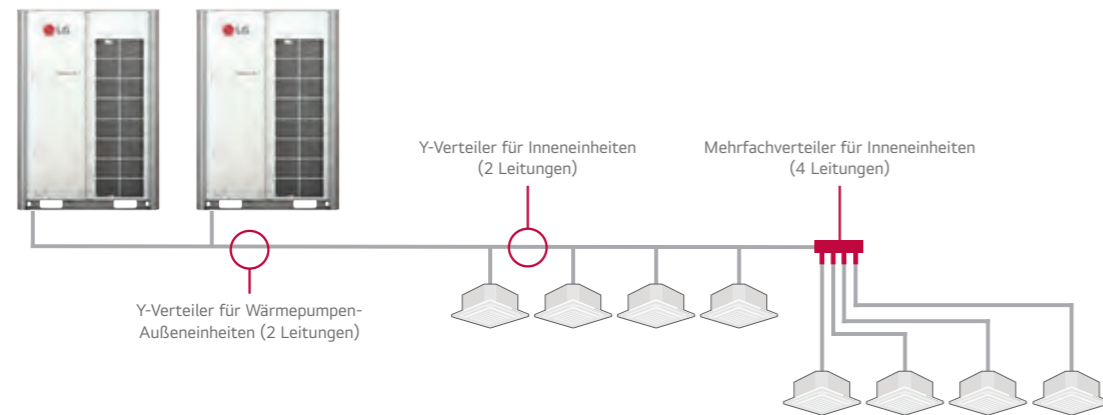 LG
LG
Y-Verteiler für Inneneinheiten
(2 Leitungen)
Mehrfachverteiler für Inneneinheiten
(4 Leitungen)
Y-Verteiler für Wärmepumpen-
Außeneinheiten (2 Leitungen)